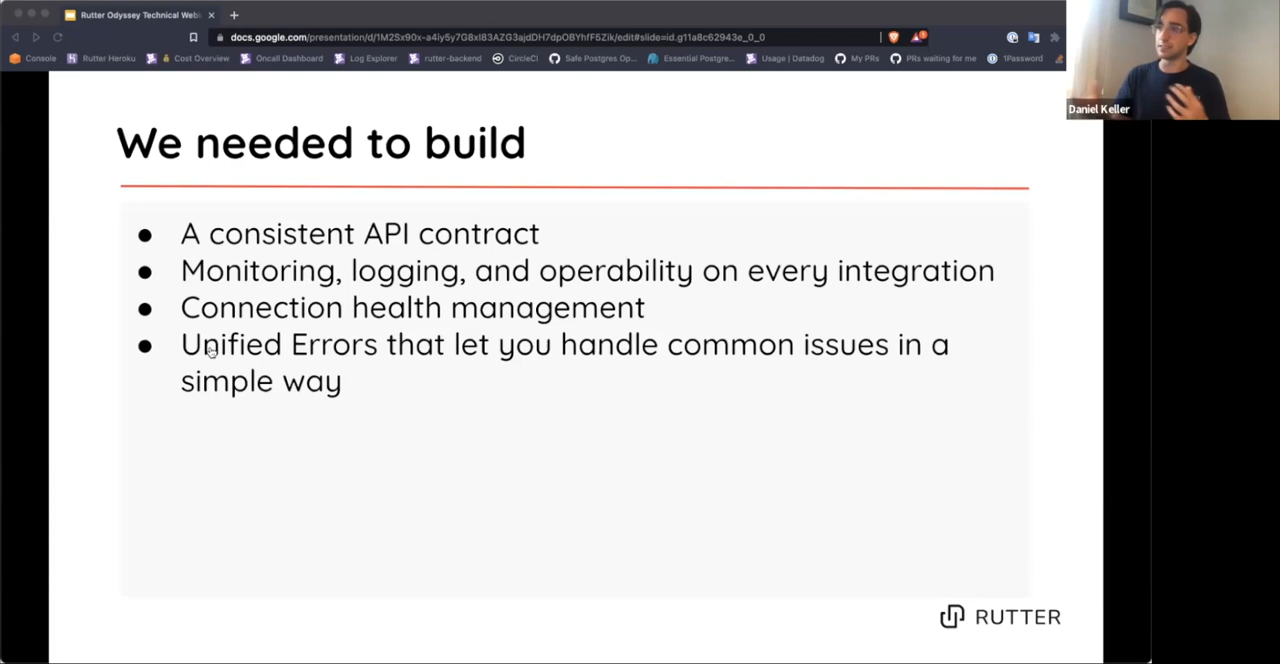 Rutter Odyssey Technical Web
docs.google.com/presentation/d/1M2Sx90x-a4iy5y7G8xI83AZG3ajdDH7dpOBYhfF5Zik/edit#slide=id.g11a8c62943e_0_0
Console Rutter Heroku Cost Overview Oncall Dashboard Log Explorer rutter-backend CircleCI Safe Postgres Op... Essential Postgre... Usage | Datadog My PRs PRs waiting for me 1Password
Daniel Keller
We needed to build
● A consistent API contract
● Monitoring, logging, and operability on every integration
● Connection health management
● Unified Errors that let you handle common issues in a
simple way
RUTTER